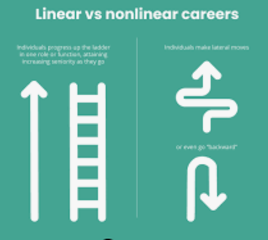 Linear vs nonlinear careers
Individuals progress up the ladder
in one role or function, attaining
increasing seniority as they go
Individuals make lateral moves
or even go "backward"